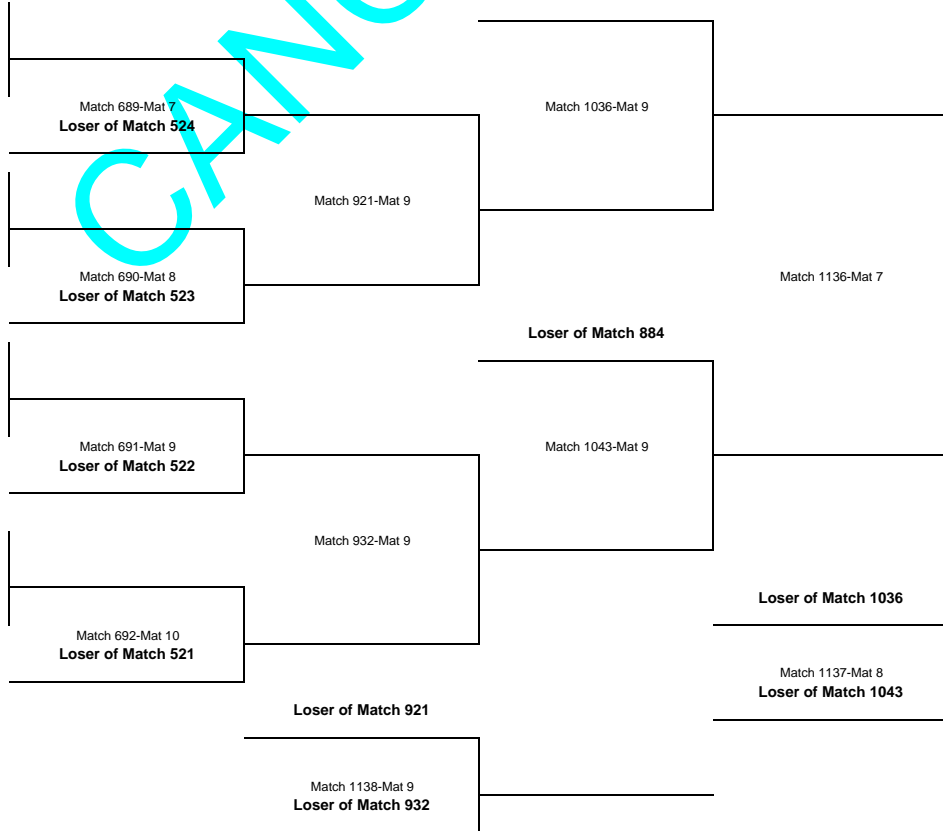 Match 689-Mat 7
Loser of Match 524
Match 1036-Mat 9
Match 921-Mat 9
Match 690-Mat 8
Loser of Match 523
Match 1136-Mat 7
Loser of Match 884
Match 691-Mat 9
Loser of Match 522
Match 1043-Mat 9
Match 932-Mat 9
Loser of Match 1036
Match 692-Mat 10
Loser of Match 521
Match 1137-Mat 8
Loser of Match 1043
Loser of Match 921
Match 1138-Mat 9
Loser of Match 932